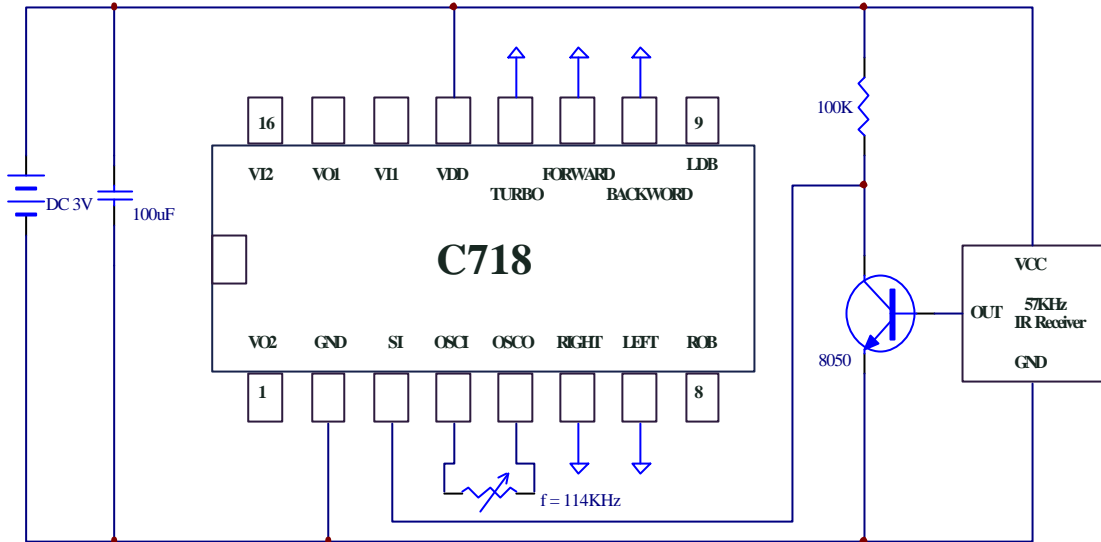 16
9
100K
VI2
VO1
VI1
VDD
FORWARD
LDB
TURBO
BACKWORD
DC 3V
100uF
C718
VCC
OUT
57KHz
IR Receiver
GND
VO2
GND
SI
OSCI
OSCO
RIGHT
LEFT
ROB
8050
1
8
f = 114KHz